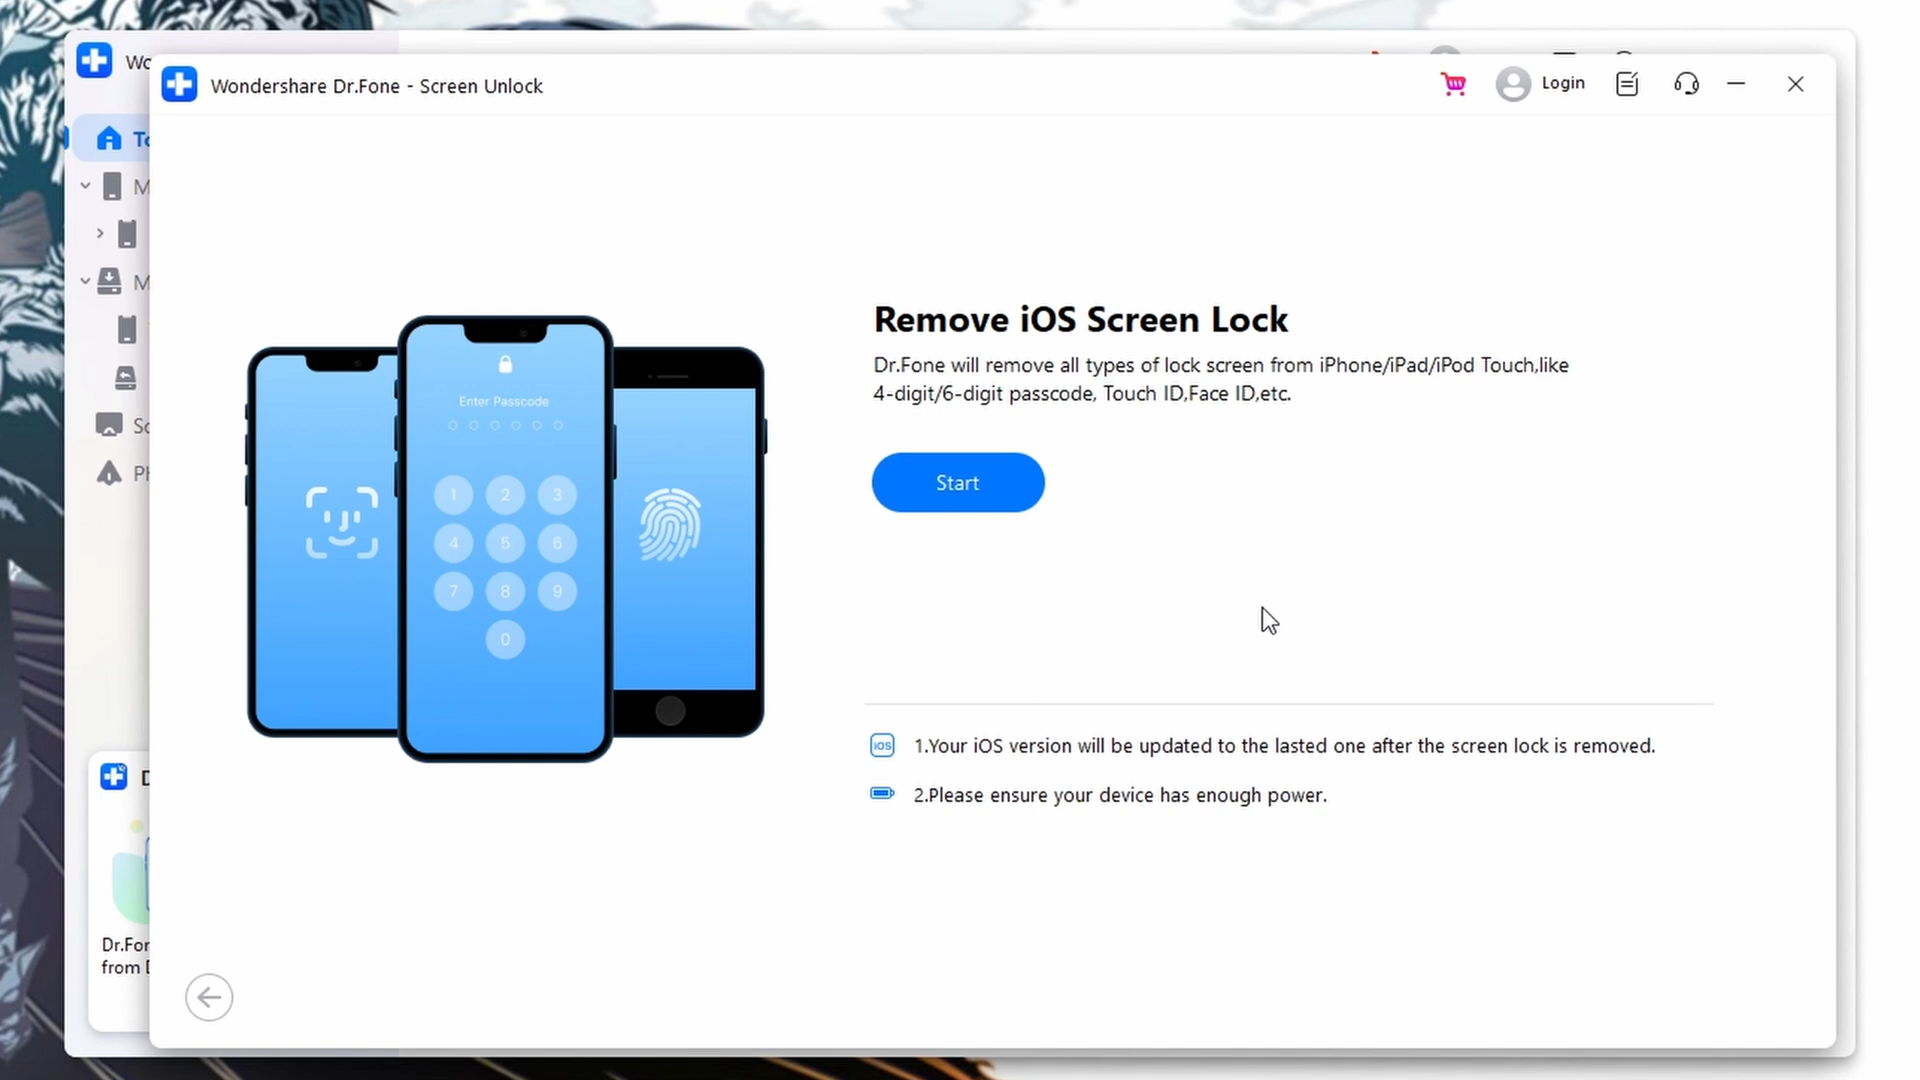 Wondershare Dr.Fone - Screen Unlock
Login
Remove iOS Screen Lock
Dr.Fone will remove all types of lock screen from iPhone/iPad/iPod Touch,like
4-digit/6-digit passcode, Touch ID,Face ID,etc.
Start
Enter Passcode
1 2 3
4 5 6
7 8 9
0
iOS
1.Your iOS version will be updated to the lasted one after the screen lock is removed.
2.Please ensure your device has enough power.
from